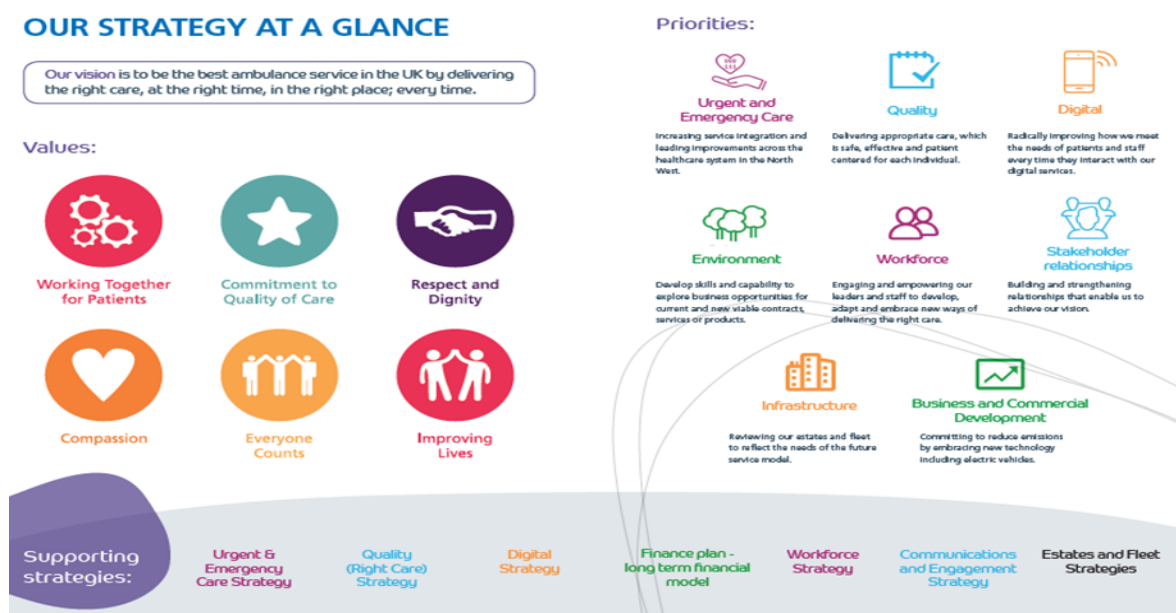 OUR STRATEGY AT A GLANCE
Our vision is to be the best ambulance service in the UK by delivering
the right care, at the right time, in the right place; every time.
Values:
Working Together
for Patients
Commitment to
Quality of Care
Respect and
Dignity
Compassion
Everyone
Counts
Improving
Lives
Priorities:
Urgent and
Emergency Care
Increasing service integration and
leading improvements across the
healthcare system in the North
West.
Quality
Delivering appropriate care, which
is safe, effective and patient
centered for each individual.
Digital
Radically improving how we meet
the needs of patients and staff
every time they interact with our
digital services.
Environment
Develop skills and capability to
explore business opportunities for
current and new viable contracts,
services or products.
Workforce
Engaging and empowering our
leaders and staff to develop,
adapt and embrace new ways of
delivering the right care.
Stakeholder
relationships
Building and strengthening
relationships that enable us to
achieve our vision.
Infrastructure
Reviewing our estates and fleet
to reflect the needs of the future
service model.
Business and Commercial
Development
Committing to reduce emissions
by embracing new technology
including electric vehicles.
Supporting
strategies:
Urgent &
Emergency
Care Strategy
Quality
(Right Care)
Strategy
Digital
Strategy
Finance plan -
long term financial
model
Workforce
Strategy
Communications
and Engagement
Strategy
Estates and Fleet
Strategies